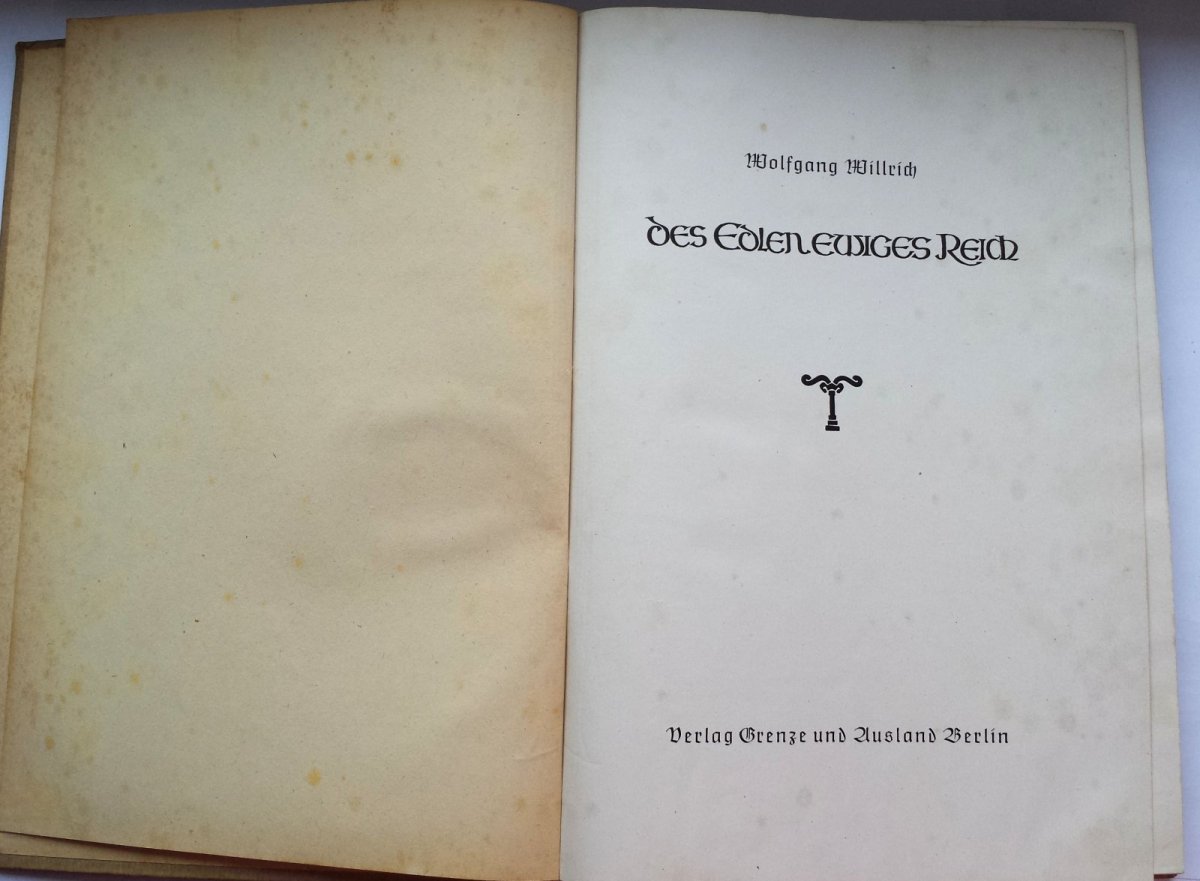 Wolfgang Willrich
des Edlen ewiges Reich
Verlag Grenze und Ausland Berlin